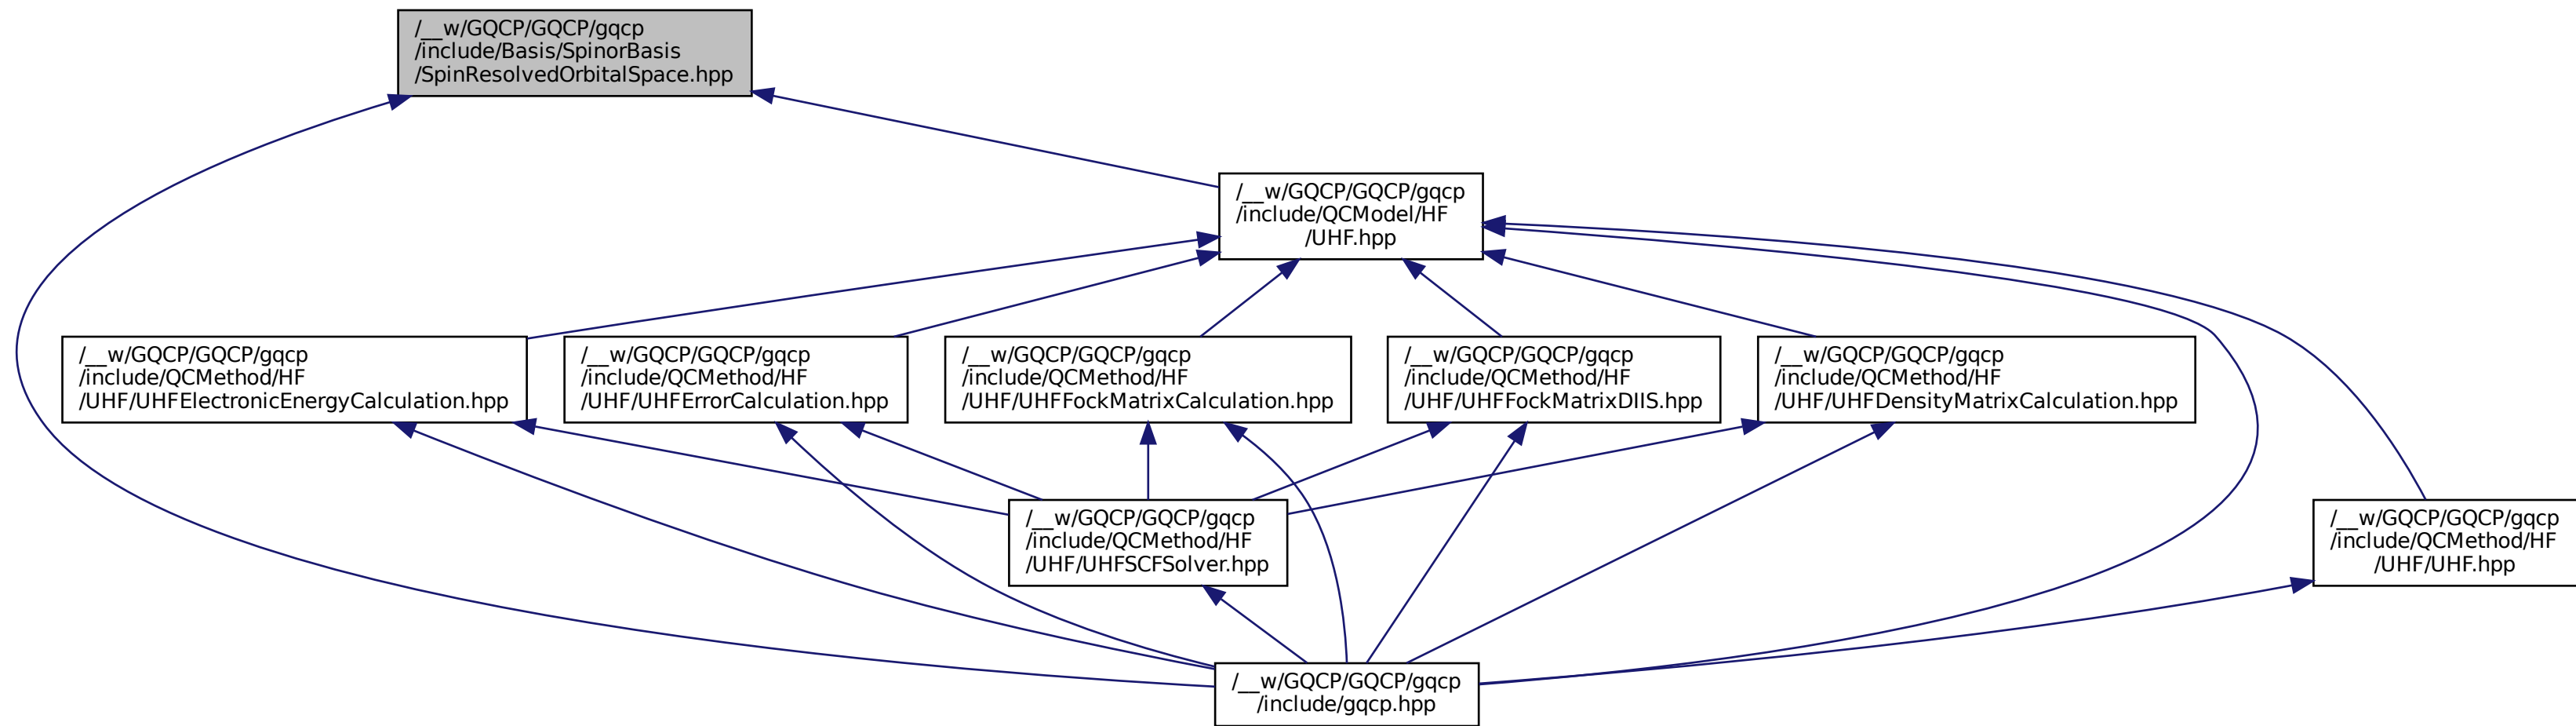 /__w/GQCP/GQCP/gqcp
/include/Basis/SpinorBasis
/SpinResolvedOrbitalSpace.hpp
/__w/GQCP/GQCP/gqcp
/include/QCModel/HF
/UHF.hpp
/__w/GQCP/GQCP/gqcp
/include/QCMethod/HF
/UHF/UHFElectronicEnergyCalculation.hpp
/__w/GQCP/GQCP/gqcp
/include/QCMethod/HF
/UHF/UHFErrorCalculation.hpp
/__w/GQCP/GQCP/gqcp
/include/QCMethod/HF
/UHF/UHFFockMatrixCalculation.hpp
/__w/GQCP/GQCP/gqcp
/include/QCMethod/HF
/UHF/UHFFockMatrixDIIS.hpp
/__w/GQCP/GQCP/gqcp
/include/QCMethod/HF
/UHF/UHFDensityMatrixCalculation.hpp
/__w/GQCP/GQCP/gqcp
/include/QCMethod/HF
/UHF/UHFSCFSolver.hpp
/__w/GQCP/GQCP/gqcp
/include/QCMethod/HF
/UHF/UHF.hpp
/__w/GQCP/GQCP/gqcp
/include/gqcp.hpp